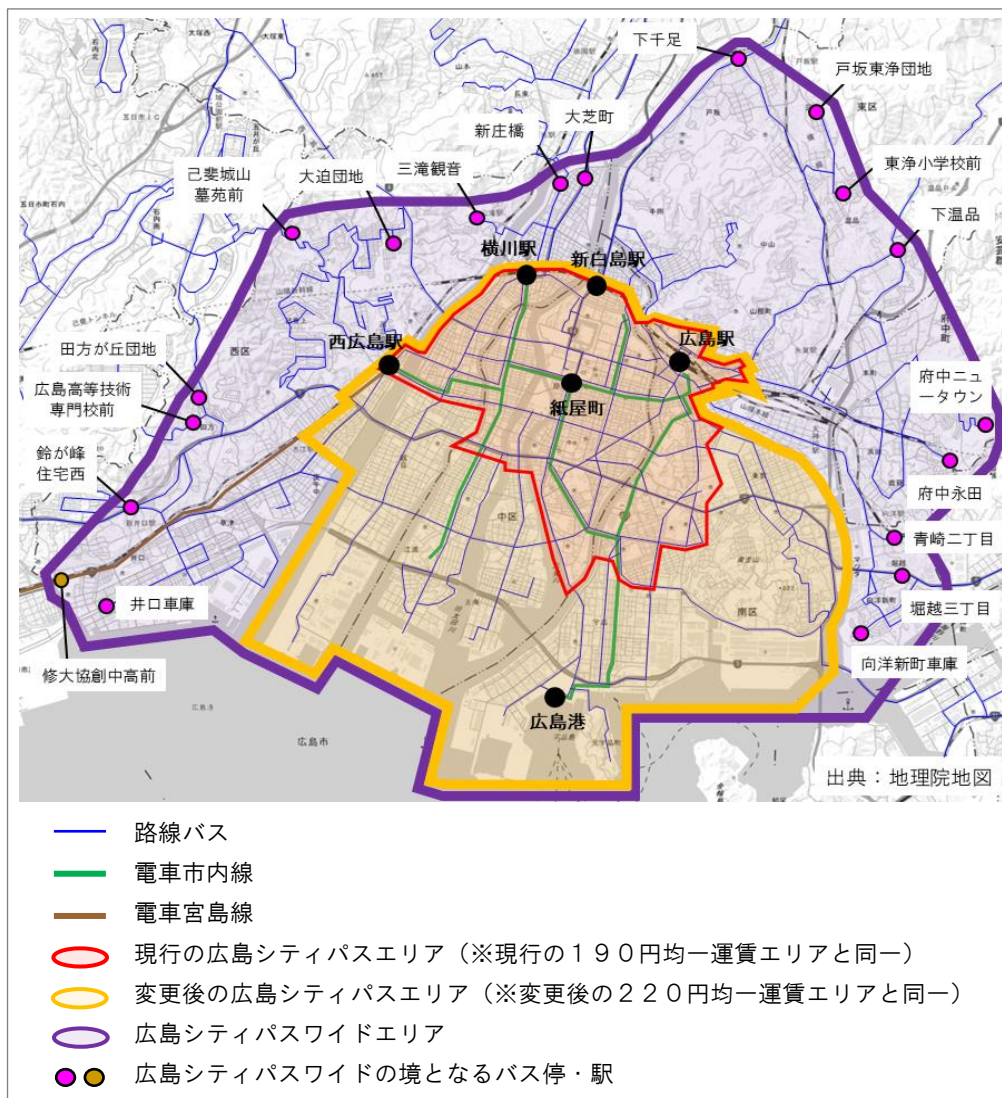 下千足
戸坂東浄団地
大芝町
新庄橋
東浄小学校前
三滝観音
己斐城山
墓苑前
大迫団地
下温品
横川駅
新白島駅
西広島駅
広島駅
田方が丘団地
紙屋町
府中ニュ
ータウン
広島高等技術
専門校前
鈴が峰
住宅西
府中永田
中区
青崎二丁目
井口車庫
堀越三丁目
南区
修大協創中高前
向洋新町車庫
広島港
広島市
出典:地理院地図
路線バス
電車市内線
電車宮島線
現行の広島シティパスエリア(※現行の190円均一運賃エリアと同一)
変更後の広島シティパスエリア(※変更後の220円均一運賃エリアと同一)
広島シティパスワイドエリア
広島シティパスワイドの境となるバス停・駅